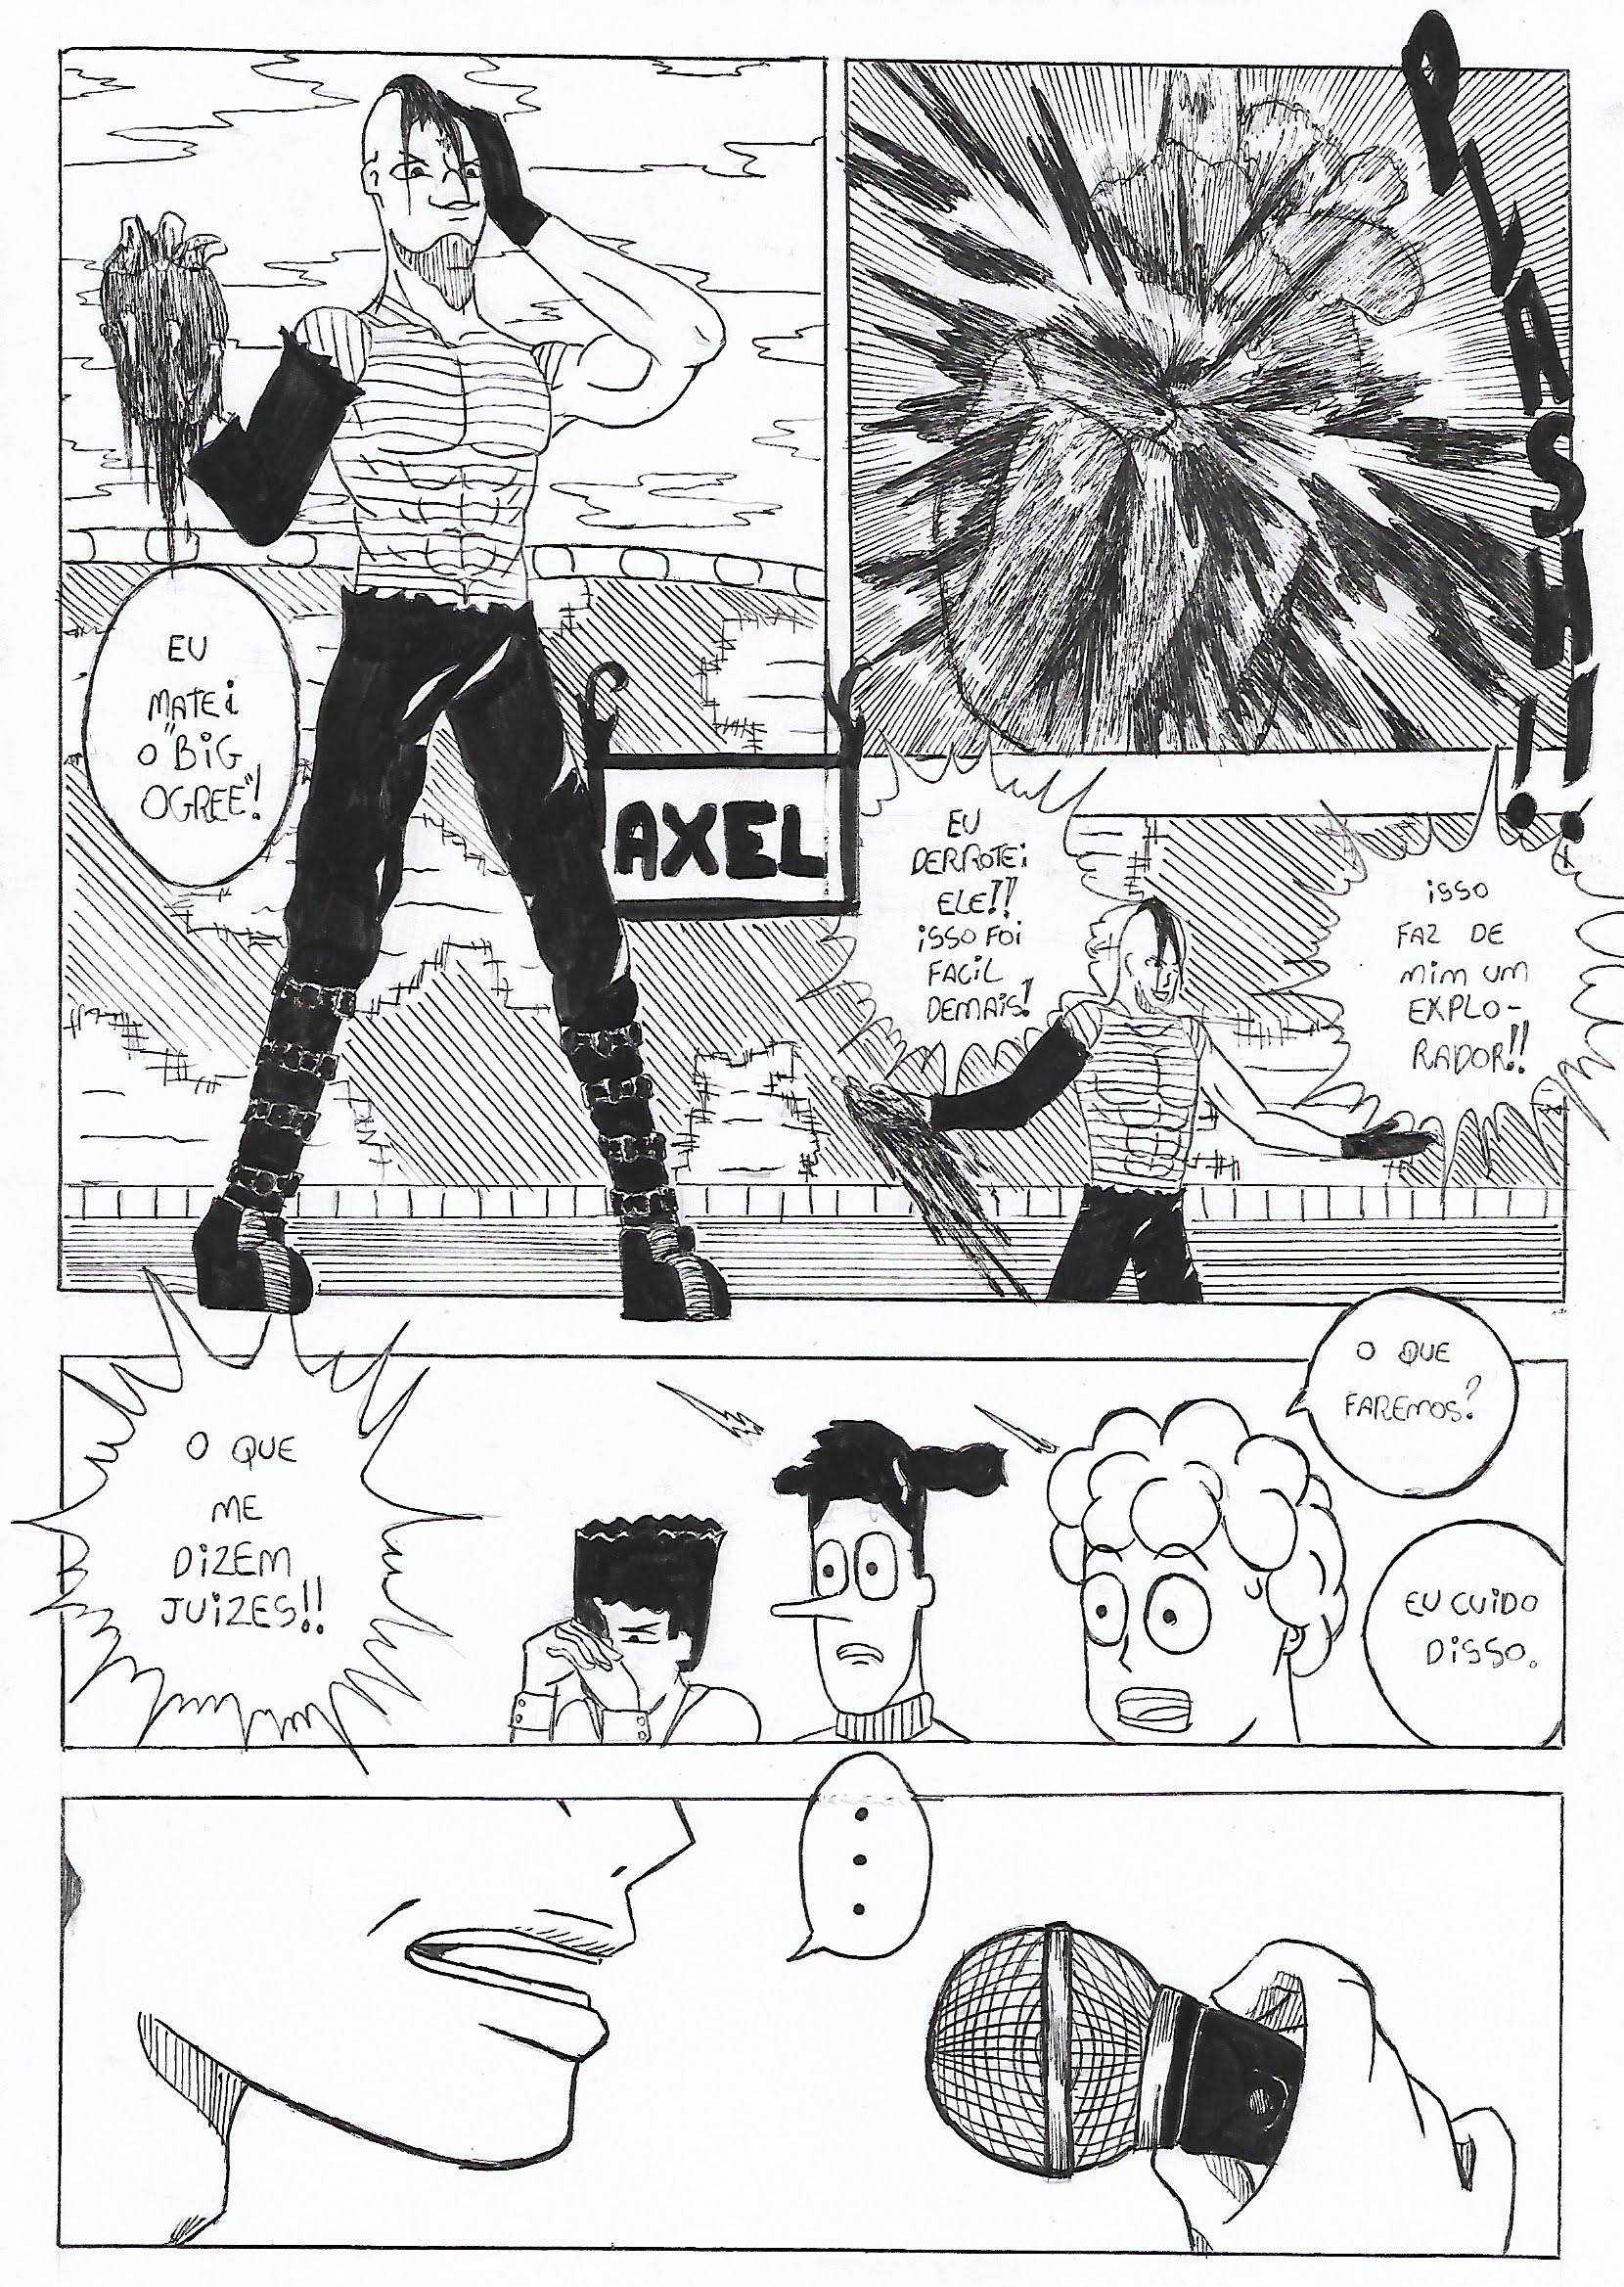 PLASH!!
EU
MATEi
O "BiG
OGREE"!
AXEL
EU
DERROTEi
ELE!!
iSSO FOi
FACiL
DEMAiS!
iSSO
FAZ DE
MiM UM
EXPLO-
RADOR!!
O QUE
ME
DiZEM
JUiZES!!
O QUE
FAREMOS?
EU CUiDO
DiSSO.
...